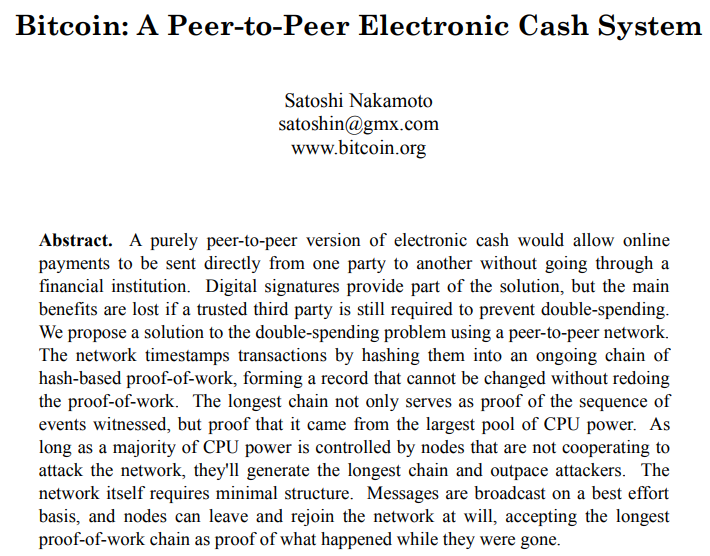 Bitcoin: A Peer-to-Peer Electronic Cash System
Satoshi Nakamoto
satoshin@gmx.com
www.bitcoin.org
Abstract. A purely peer-to-peer version of electronic cash would allow online
payments to be sent directly from one party to another without going through a
financial institution. Digital signatures provide part of the solution, but the main
benefits are lost if a trusted third party is still required to prevent double-spending.
We propose a solution to the double-spending problem using a peer-to-peer network.
The network timestamps transactions by hashing them into an ongoing chain of
hash-based proof-of-work, forming a record that cannot be changed without redoing
the proof-of-work. The longest chain not only serves as proof of the sequence of
events witnessed, but proof that it came from the largest pool of CPU power. As
long as a majority of CPU power is controlled by nodes that are not cooperating to
attack the network, they'll generate the longest chain and outpace attackers. The
network itself requires minimal structure. Messages are broadcast on a best effort
basis, and nodes can leave and rejoin the network at will, accepting the longest
proof-of-work chain as proof of what happened while they were gone.